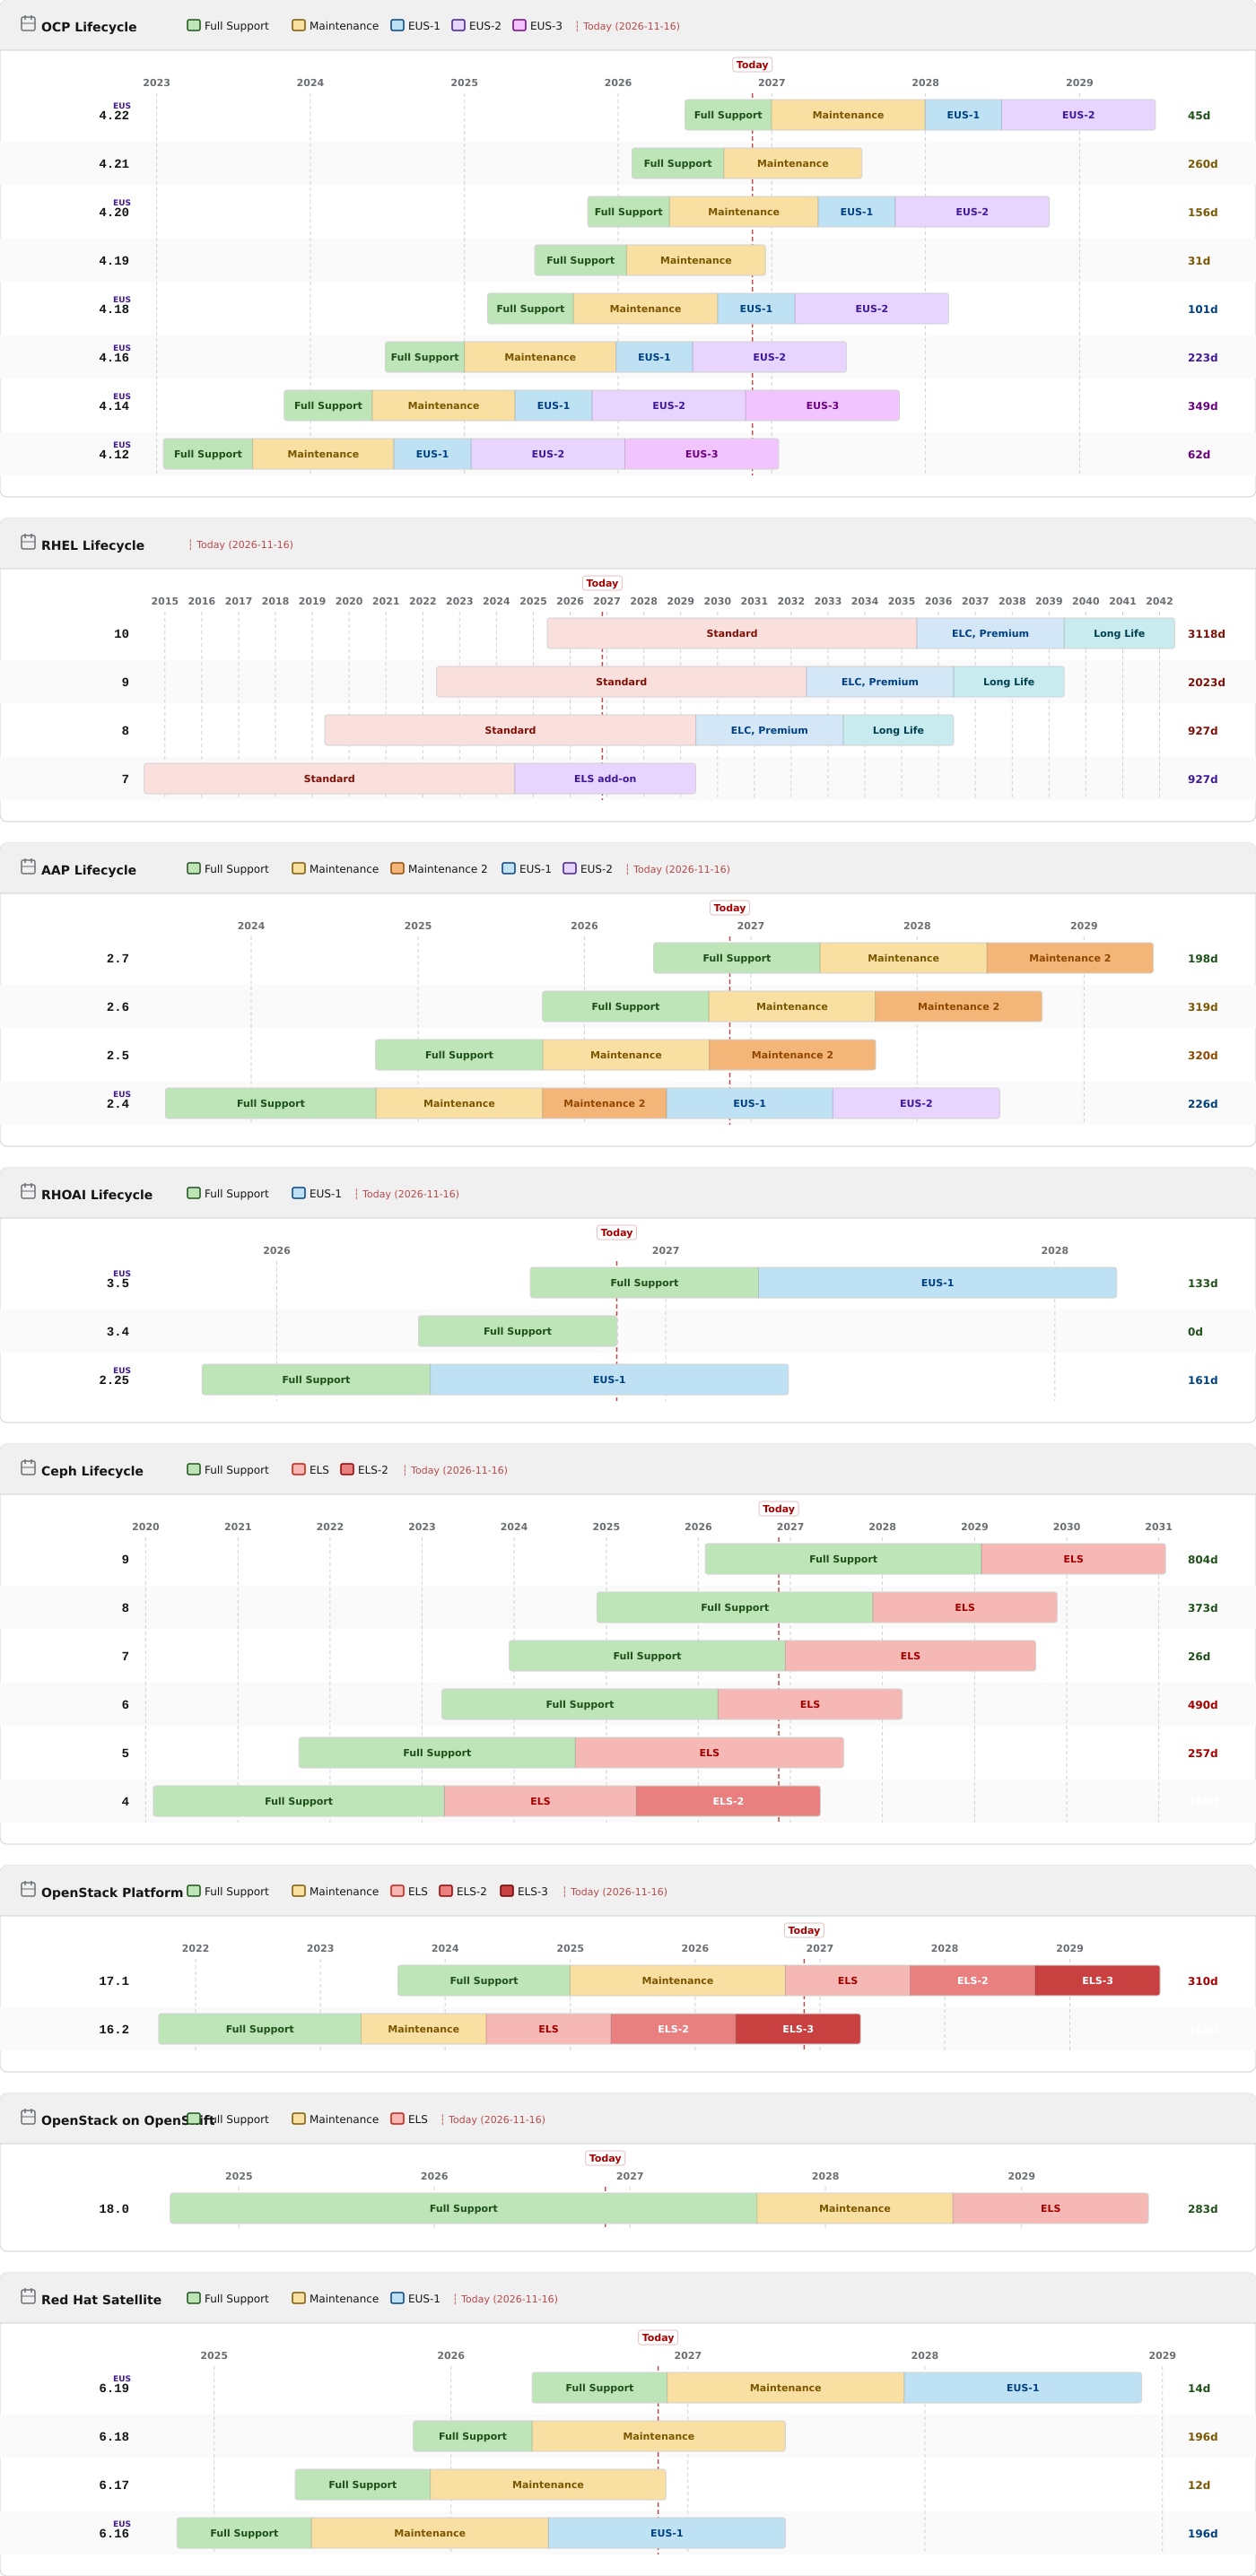 OCP Lifecycle Full Support Maintenance EUS-1 EUS-2 EUS-3 Today (2026-11-16)
Today
2023 2024 2025 2026 2027 2028 2029
EUS
4.22 Full Support Maintenance EUS-1 EUS-2 45d
4.21 Full Support Maintenance 260d
EUS
4.20 Full Support Maintenance EUS-1 EUS-2 156d
4.19 Full Support Maintenance 31d
EUS
4.18 Full Support Maintenance EUS-1 EUS-2 101d
EUS
4.16 Full Support Maintenance EUS-1 EUS-2 223d
EUS
4.14 Full Support Maintenance EUS-1 EUS-2 EUS-3 349d
EUS
4.12 Full Support Maintenance EUS-1 EUS-2 EUS-3 62d
RHEL Lifecycle Today (2026-11-16)
Today
2015 2016 2017 2018 2019 2020 2021 2022 2023 2024 2025 2026 2027 2028 2029 2030 2031 2032 2033 2034 2035 2036 2037 2038 2039 2040 2041 2042
10 Standard ELC, Premium Long Life 3118d
9 Standard ELC, Premium Long Life 2023d
8 Standard ELC, Premium Long Life 927d
7 Standard ELS add-on 927d
AAP Lifecycle Full Support Maintenance Maintenance 2 EUS-1 EUS-2 Today (2026-11-16)
Today
2024 2025 2026 2027 2028 2029
2.7 Full Support Maintenance Maintenance 2 198d
2.6 Full Support Maintenance Maintenance 2 319d
2.5 Full Support Maintenance Maintenance 2 320d
EUS
2.4 Full Support Maintenance Maintenance 2 EUS-1 EUS-2 226d
RHOAI Lifecycle Full Support EUS-1 Today (2026-11-16)
Today
2026 2027 2028
EUS
3.5 Full Support EUS-1 133d
3.4 Full Support 0d
EUS
2.25 Full Support EUS-1 161d
Ceph Lifecycle Full Support ELS ELS-2 Today (2026-11-16)
Today
2020 2021 2022 2023 2024 2025 2026 2027 2028 2029 2030 2031
9 Full Support ELS 804d
8 Full Support ELS 373d
7 Full Support ELS 26d
6 Full Support ELS 490d
5 Full Support ELS 257d
4 Full Support ELS ELS-2
OpenStack Platform Full Support Maintenance ELS ELS-2 ELS-3 Today (2026-11-16)
Today
2022 2023 2024 2025 2026 2027 2028 2029
17.1 Full Support Maintenance ELS ELS-2 ELS-3 310d
16.2 Full Support Maintenance ELS ELS-2 ELS-3
OpenStack on OpenShift Full Support Maintenance ELS Today (2026-11-16)
Today
2025 2026 2027 2028 2029
18.0 Full Support Maintenance ELS 283d
Red Hat Satellite Full Support Maintenance EUS-1 Today (2026-11-16)
Today
2025 2026 2027 2028 2029
EUS
6.19 Full Support Maintenance EUS-1 14d
6.18 Full Support Maintenance 196d
6.17 Full Support Maintenance 12d
EUS
6.16 Full Support Maintenance EUS-1 196d